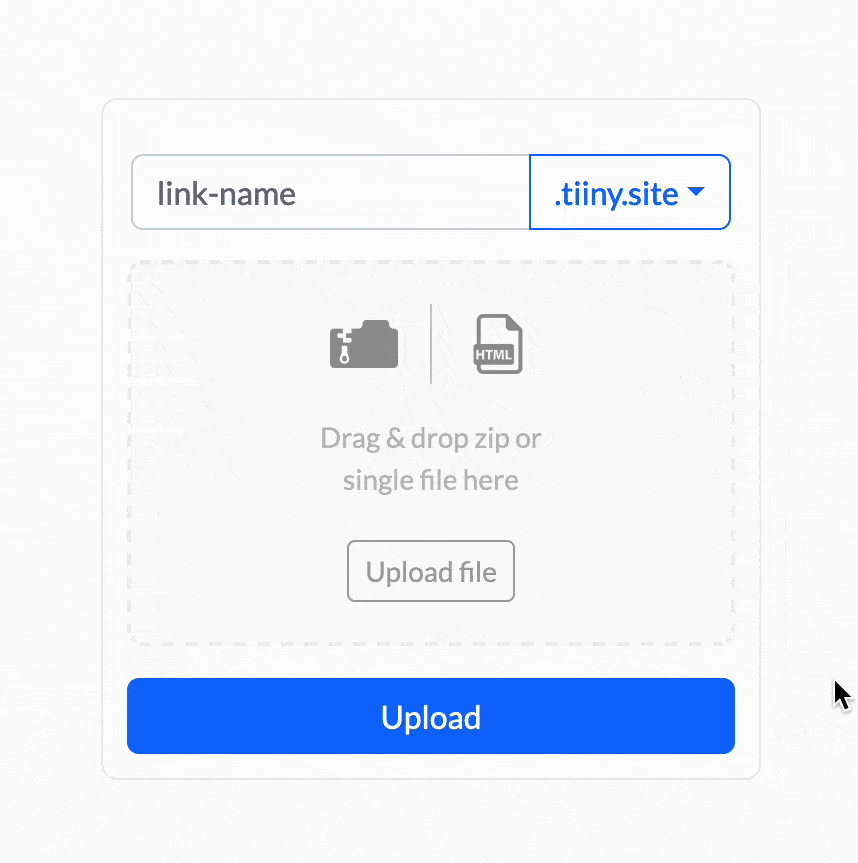 link-name
.tiiny.site
HTML
Drag & drop zip or
single file here
Upload file
Upload